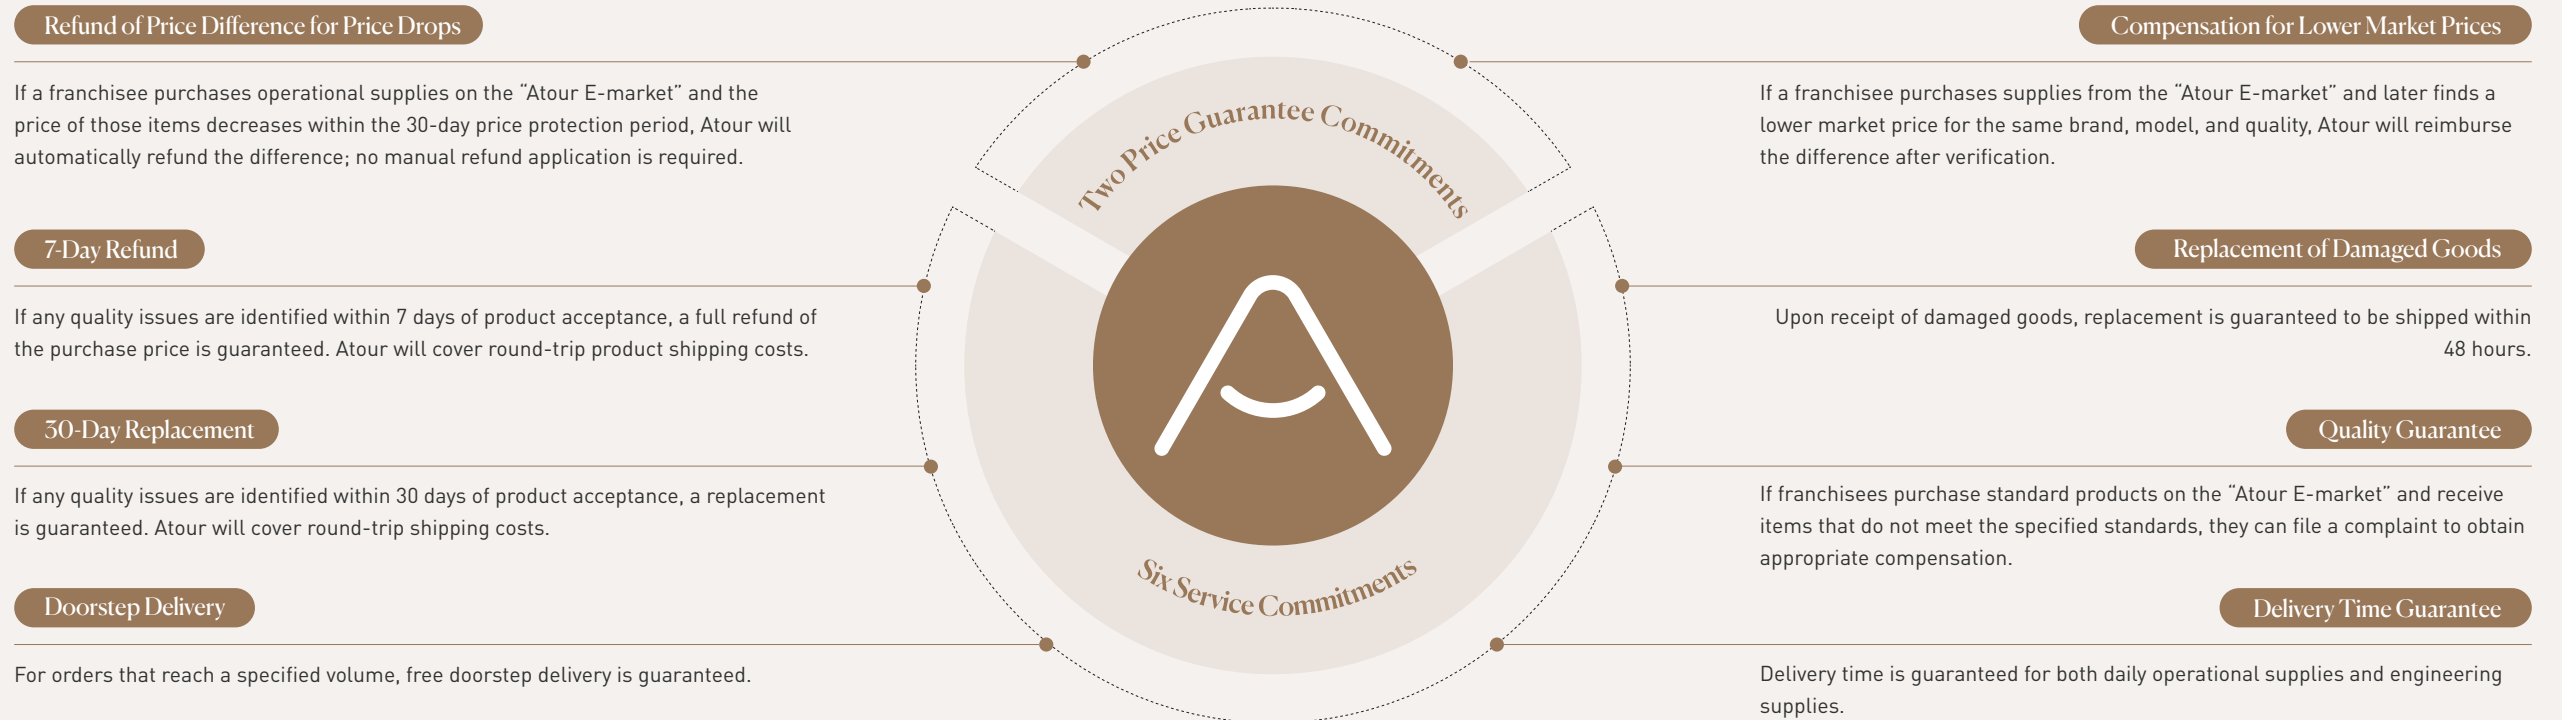 Refund of Price Difference for Price Drops
If a franchisee purchases operational supplies on the “Atour E-market” and the
price of those items decreases within the 30-day price protection period, Atour will
automatically refund the difference; no manual refund application is required.
Compensation for Lower Market Prices
If a franchisee purchases supplies from the “Atour E-market” and later finds a
lower market price for the same brand, model, and quality, Atour will reimburse
the difference after verification.
Two Price Guarantee Commitments
7-Day Refund
If any quality issues are identified within 7 days of product acceptance, a full refund of
the purchase price is guaranteed. Atour will cover round-trip product shipping costs.
30-Day Replacement
If any quality issues are identified within 30 days of product acceptance, a replacement
is guaranteed. Atour will cover round-trip shipping costs.
Doorstep Delivery
For orders that reach a specified volume, free doorstep delivery is guaranteed.
Six Service Commitments
Replacement of Damaged Goods
Upon receipt of damaged goods, replacement is guaranteed to be shipped within
48 hours.
Quality Guarantee
If franchisees purchase standard products on the “Atour E-market” and receive
items that do not meet the specified standards, they can file a complaint to obtain
appropriate compensation.
Delivery Time Guarantee
Delivery time is guaranteed for both daily operational supplies and engineering
supplies.